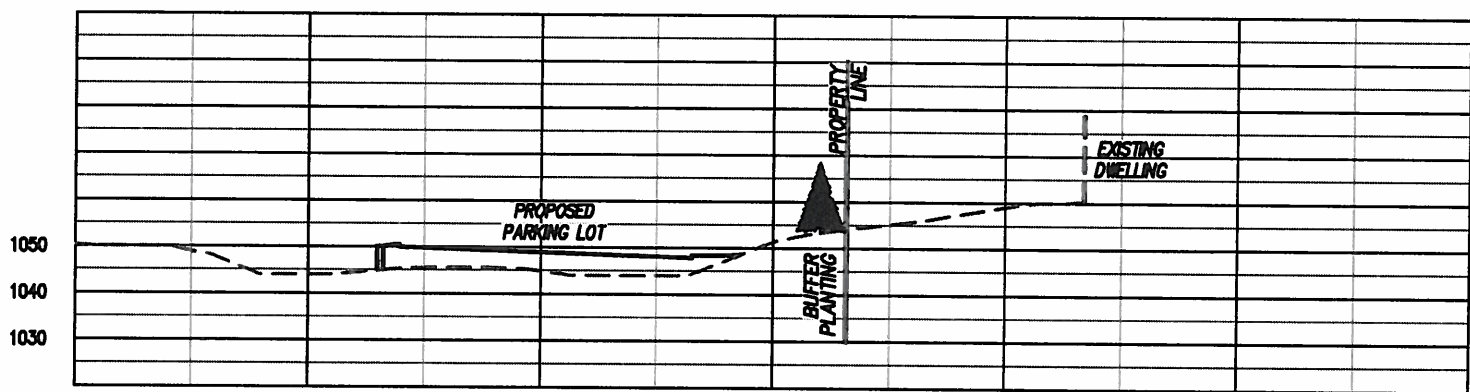 PROPERTY
LINE
EXISTING
DWELLING
PROPOSED
PARKING LOT
1050
1040
1030
BUFFER
PLANTING